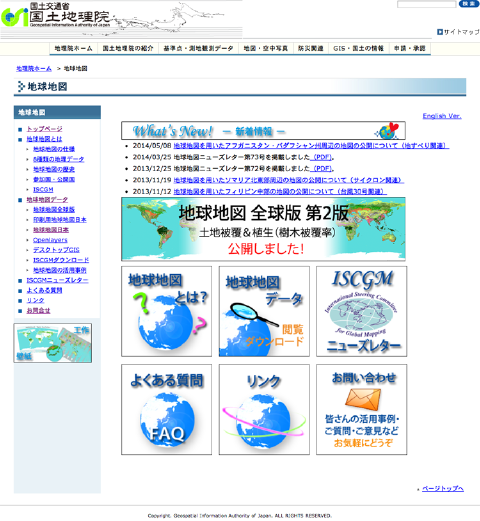 国土交通省
国土地理院
Geospatial Information Authority of Japan
検索
サイトマップ
地理院ホーム 国土地理院の紹介 基準点・測地観測データ 地図・空中写真 防災関連 GIS・国土の情報 申請・承認
地理院ホーム > 地球地図
地球地図
地球地図
トップページ
地球地図とは
地球地図の仕様
8種類の地理データ
地球地図の歴史
参加国・公開国
ISCGM
地球地図データ
地球地図全球版
印刷用地球地図日本
地球地図日本
Openlayers
デスクトップGIS
ISCGMダウンロード
地球地図の活用事例
ISCGMニューズレター
よくある質問
リンク
お問合せ
工作
壁紙
English Ver.
What's New! － 新着情報 －
2014/05/08 地球地図を用いたアフガニスタン・バダフシャン州周辺の地図の公開について（地すべり関連）
2014/03/25 地球地図ニューズレター第73号を掲載しました（PDF)。
2013/12/25 地球地図ニューズレター第72号を掲載しました（PDF)。
2013/11/19 地球地図を用いたソマリア北東部周辺の地図の公開について（サイクロン関連）
2013/11/12 地球地図を用いたフィリピン中部の地図の公開について（台風30号関連）
地球地図 全球版 第2版
土地被覆＆植生(樹木被覆率)
公開しました！
地球地図
とは?
地球地図
データ
閲覧
ダウンロード
ISCGM
International Steering Committee
for Global Mapping
ニューズレター
よくある質問
FAQ
リンク
お問い合わせ
皆さんの活用事例・
ご質問・ご意見など
お気軽にどうぞ
ページトップへ
Copyright. Geospatial Information Authority of Japan. ALL RIGHTS RESERVED.